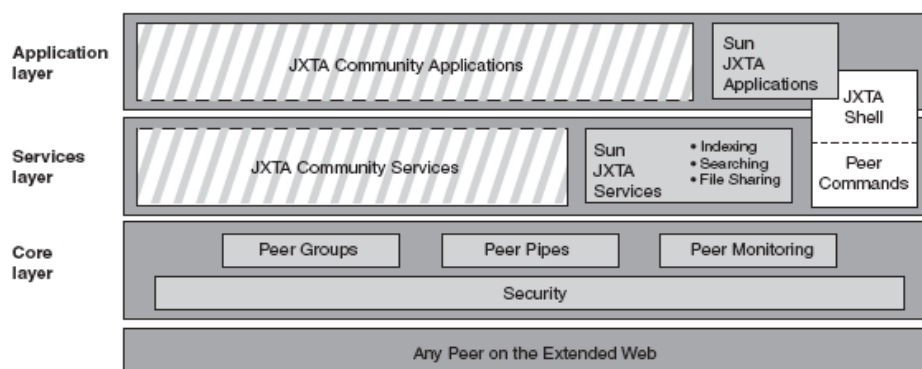 Application
layer
JXTA Community Applications
Sun
JXTA
Applications
JXTA
Shell
Services
layer
JXTA Community Services
Sun
JXTA
Services
• Indexing
• Searching
• File Sharing
Peer
Commands
Core
layer
Peer Groups
Peer Pipes
Peer Monitoring
Security
Any Peer on the Extended Web